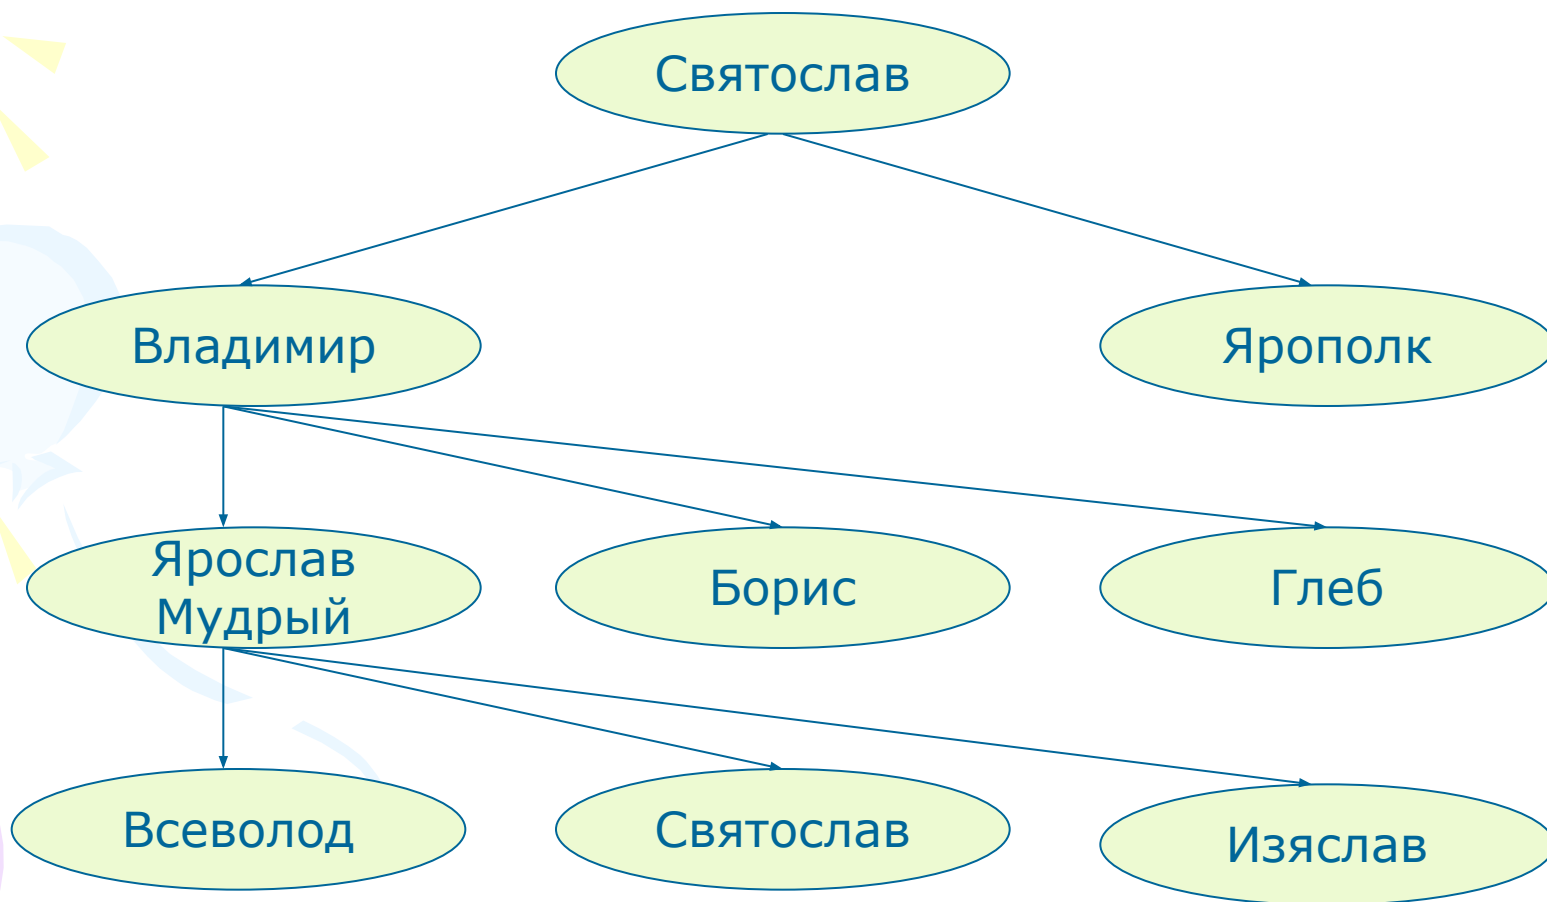 Святослав
Владимир
Ярополк
Ярослав
Мудрый
Борис
Глеб
Всеволод
Святослав
Изяслав